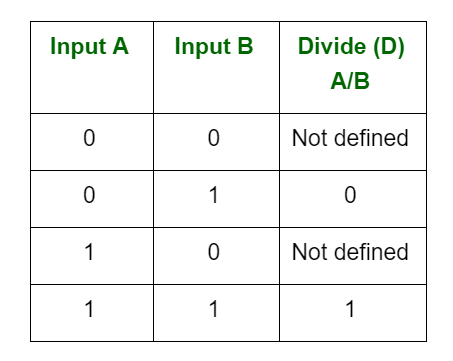 Input A Input B Divide (D)
A/B
0 0 Not defined
0 1 0
1 0 Not defined
1 1 1